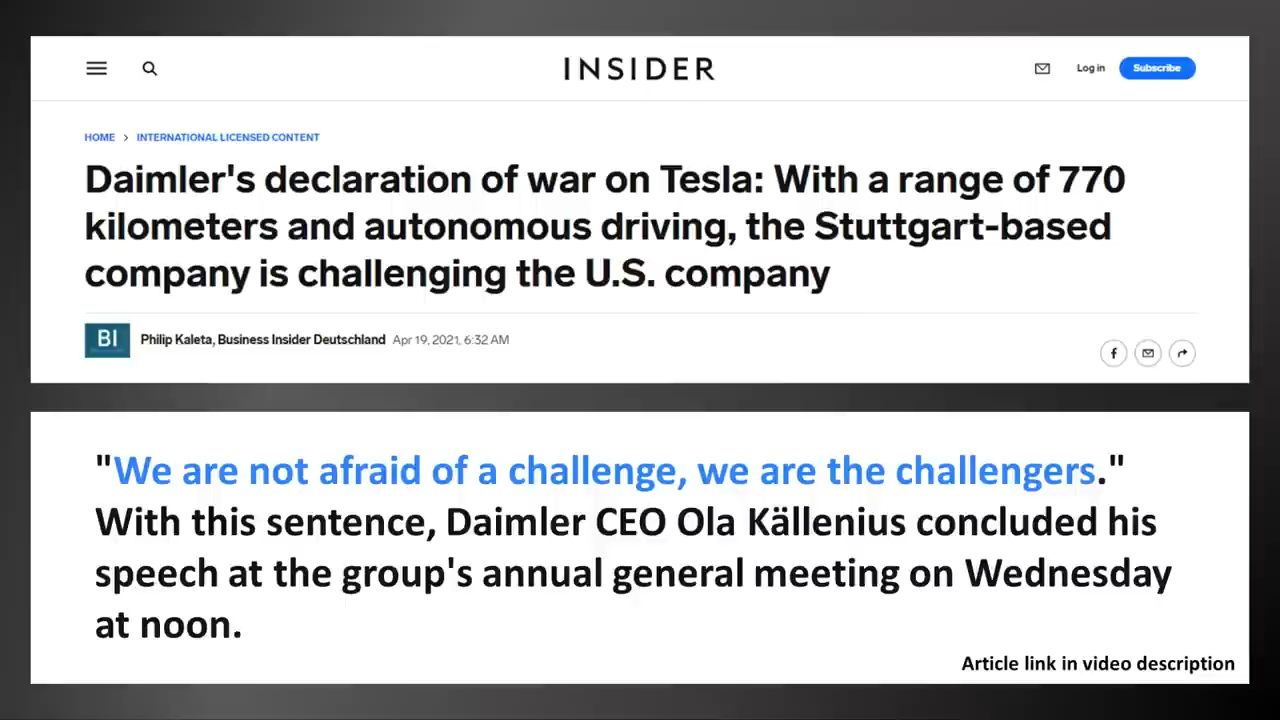 INSIDER
Log in
Subscribe
HOME > INTERNATIONAL LICENSED CONTENT
Daimler's declaration of war on Tesla: With a range of 770
kilometers and autonomous driving, the Stuttgart-based
company is challenging the U.S. company
BI
Philip Kaleta, Business Insider Deutschland Apr 19, 2021, 6:32 AM
f
"We are not afraid of a challenge, we are the challengers."
With this sentence, Daimler CEO Ola Källenius concluded his
speech at the group's annual general meeting on Wednesday
at noon.
Article link in video description